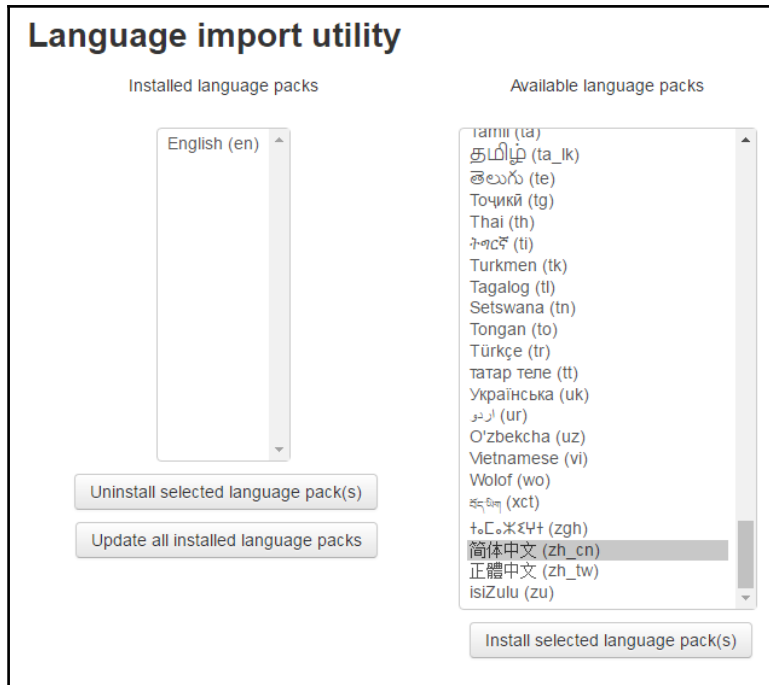 Language import utility
Installed language packs
Available language packs
English (en)
Tamil (ta)
தமிழ் (ta_lk)
తెలుగు (te)
Тоҷикӣ (tg)
Thai (th)
ትግርኛ (ti)
Turkmen (tk)
Tagalog (tl)
Setswana (tn)
Tongan (to)
Türkçe (tr)
татар теле (tt)
Українська (uk)
اردو (ur)
O'zbekcha (uz)
Vietnamese (vi)
Wolof (wo)
བོད་ཡིག (xct)
ⵜⴰⵎⴰⵣⵉⵖⵜ (zgh)
简体中文 (zh_cn)
正體中文 (zh_tw)
isiZulu (zu)
Uninstall selected language pack(s)
Update all installed language packs
Install selected language pack(s)